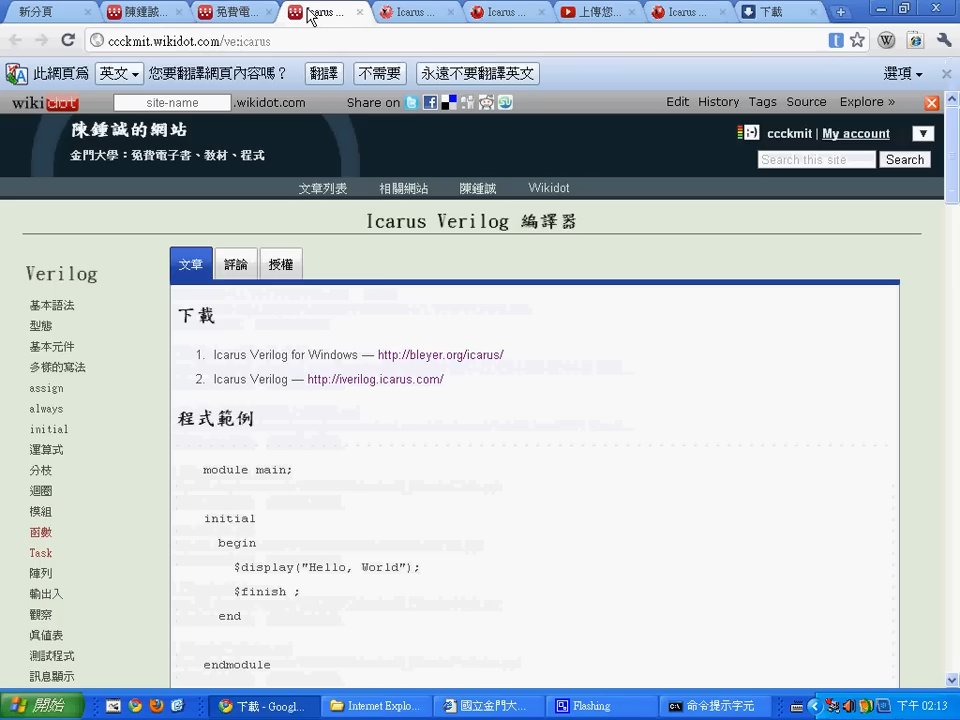 新分頁
陳鍾誠...
免費電...
Icarus ...
Icarus ...
Icarus ...
上傳您...
Icarus ...
下載
ccckmit.wikidot.com/ve:icarus
此網頁為
英文
您要翻譯網頁內容嗎？
翻譯
不需要
永遠不要翻譯英文
選項
wikidot
site-name
.wikidot.com
Share on
Edit
History
Tags
Source
Explore »
陳鍾誠的網站
金門大學：免費電子書、教材、程式
ccckmit | My account
Search this site
Search
文章列表
相關網站
陳鍾誠
Wikidot
Icarus Verilog 編譯器
Verilog
基本語法
型態
基本元件
多樣的寫法
assign
always
initial
運算式
分枝
迴圈
模組
函數
Task
陣列
輸出入
觀察
真值表
測試程式
訊息顯示
文章
評論
授權
下載
1. Icarus Verilog for Windows — http://bleyer.org/icarus/
2. Icarus Verilog — http://iverilog.icarus.com/
程式範例
module main;
initial
begin
$display("Hello, World");
$finish ;
end
endmodule
開始
下載 - Googl...
Internet Explo...
國立金門大...
Flashing
命令提示字元
下午 02:13